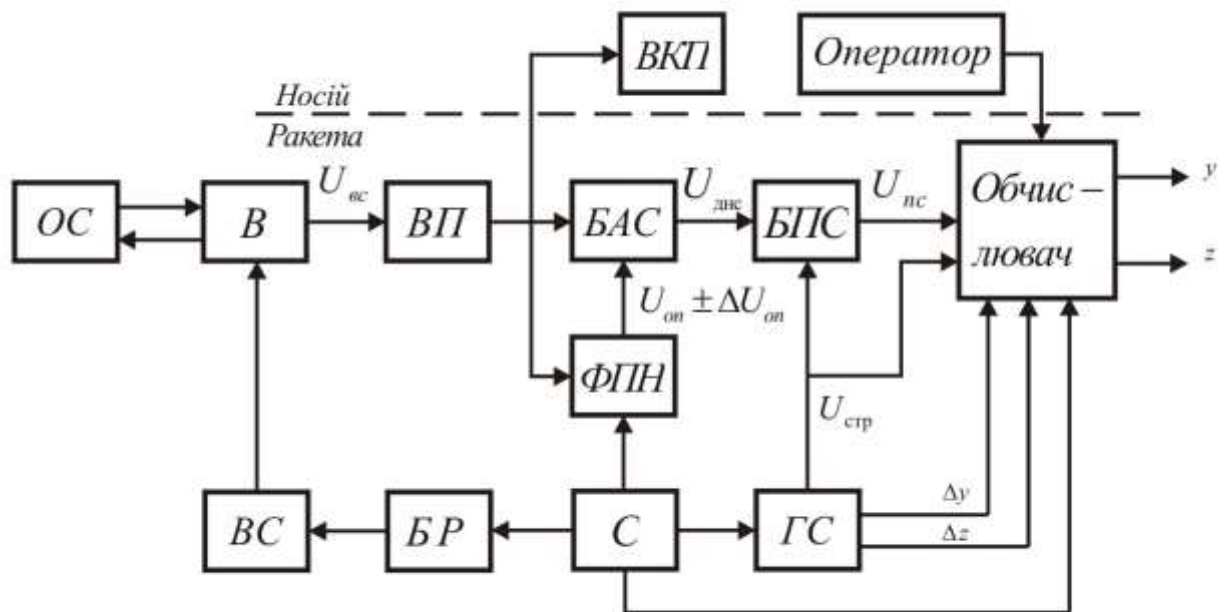 ВКП
Оператор
Носій
Ракета
ОС
В
U вс
ВП
БАС
U днс
БПС
U пс
Обчис –
лювач
y
z
U оп ± ΔU оп
ФПН
U стр
ВС
БР
С
ГС
Δy
Δz